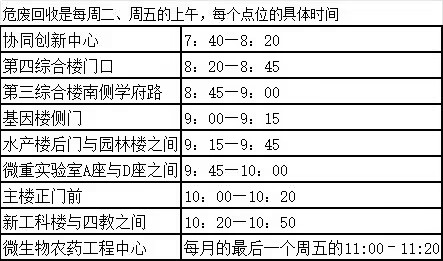 危废回收是每周二、周五的上午，每个点位的具体时间
协同创新中心 7：40—8：20
第四综合楼门口 8：20—8：45
第三综合楼南侧学府路 8：45—9：00
基因楼侧门 9：00—9：15
水产楼后门与园林楼之间 9：15—9：45
微重实验室A座与D座之间 9：45—10：00
主楼正门前 10：00—10：20
新工科楼与四教之间 10：20—10：50
微生物农药工程中心 每月的最后一个周五的11:00－11:20